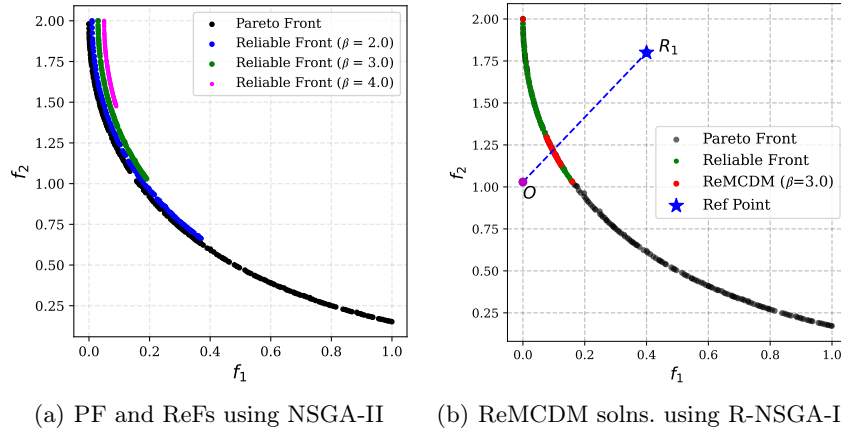 2.00
1.75
1.50
1.25
1.00
0.75
0.50
0.25
f2
0.0 0.2 0.4 0.6 0.8 1.0
f1
Pareto Front
Reliable Front (β = 2.0)
Reliable Front (β = 3.0)
Reliable Front (β = 4.0)
(a) PF and ReFs using NSGA-II
2.00
1.75
1.50
1.25
1.00
0.75
0.50
0.25
f2
0.0 0.2 0.4 0.6 0.8 1.0
f1
R1
O
Pareto Front
Reliable Front
ReMCDM (β=3.0)
Ref Point
(b) ReMCDM solns. using R-NSGA-I